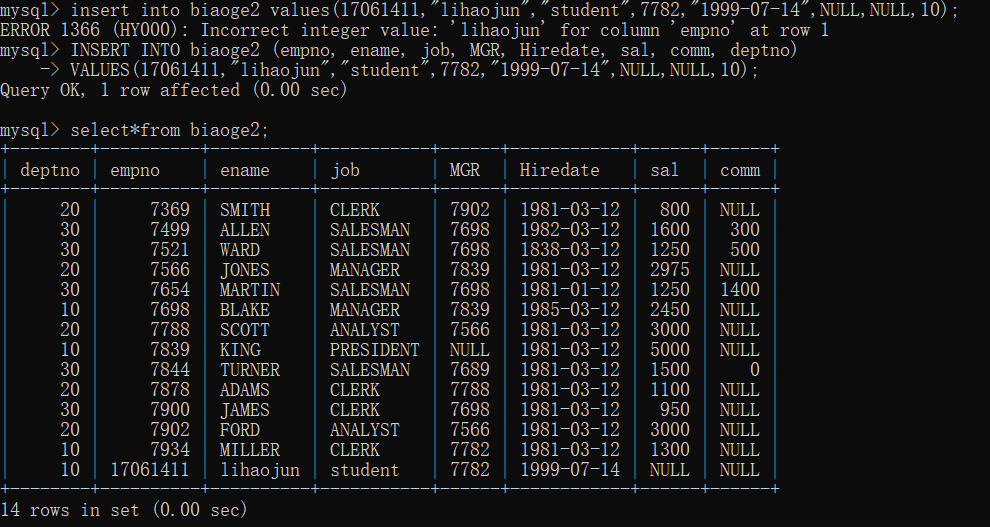 mysql> insert into biaoge2 values(17061411,"lihaojun","student",7782,"1999-07-14",NULL,NULL,10);
ERROR 1366 (HY000): Incorrect integer value: 'lihaojun' for column 'empno' at row 1
mysql> INSERT INTO biaoge2 (empno, ename, job, MGR, Hiredate, sal, comm, deptno)
    -> VALUES(17061411,"lihaojun","student",7782,"1999-07-14",NULL,NULL,10);
Query OK, 1 row affected (0.00 sec)

mysql> select*from biaoge2;
+--------+----------+----------+-----------+------+------------+------+------+
| deptno | empno    | ename    | job       | MGR  | Hiredate   | sal  | comm |
+--------+----------+----------+-----------+------+------------+------+------+
|     20 |     7369 | SMITH    | CLERK     | 7902 | 1981-03-12 |  800 | NULL |
|     30 |     7499 | ALLEN    | SALESMAN  | 7698 | 1982-03-12 | 1600 |  300 |
|     30 |     7521 | WARD     | SALESMAN  | 7698 | 1838-03-12 | 1250 |  500 |
|     20 |     7566 | JONES    | MANAGER   | 7839 | 1981-03-12 | 2975 | NULL |
|     30 |     7654 | MARTIN   | SALESMAN  | 7698 | 1981-01-12 | 1250 | 1400 |
|     10 |     7698 | BLAKE    | MANAGER   | 7839 | 1985-03-12 | 2450 | NULL |
|     20 |     7788 | SCOTT    | ANALYST   | 7566 | 1981-03-12 | 3000 | NULL |
|     10 |     7839 | KING     | PRESIDENT | NULL | 1981-03-12 | 5000 | NULL |
|     30 |     7844 | TURNER   | SALESMAN  | 7689 | 1981-03-12 | 1500 |    0 |
|     20 |     7878 | ADAMS    | CLERK     | 7788 | 1981-03-12 | 1100 | NULL |
|     30 |     7900 | JAMES    | CLERK     | 7698 | 1981-03-12 |  950 | NULL |
|     20 |     7902 | FORD     | ANALYST   | 7566 | 1981-03-12 | 3000 | NULL |
|     10 |     7934 | MILLER   | CLERK     | 7782 | 1981-03-12 | 1300 | NULL |
|     10 | 17061411 | lihaojun | student   | 7782 | 1999-07-14 | NULL | NULL |
+--------+----------+----------+-----------+------+------------+------+------+
14 rows in set (0.00 sec)